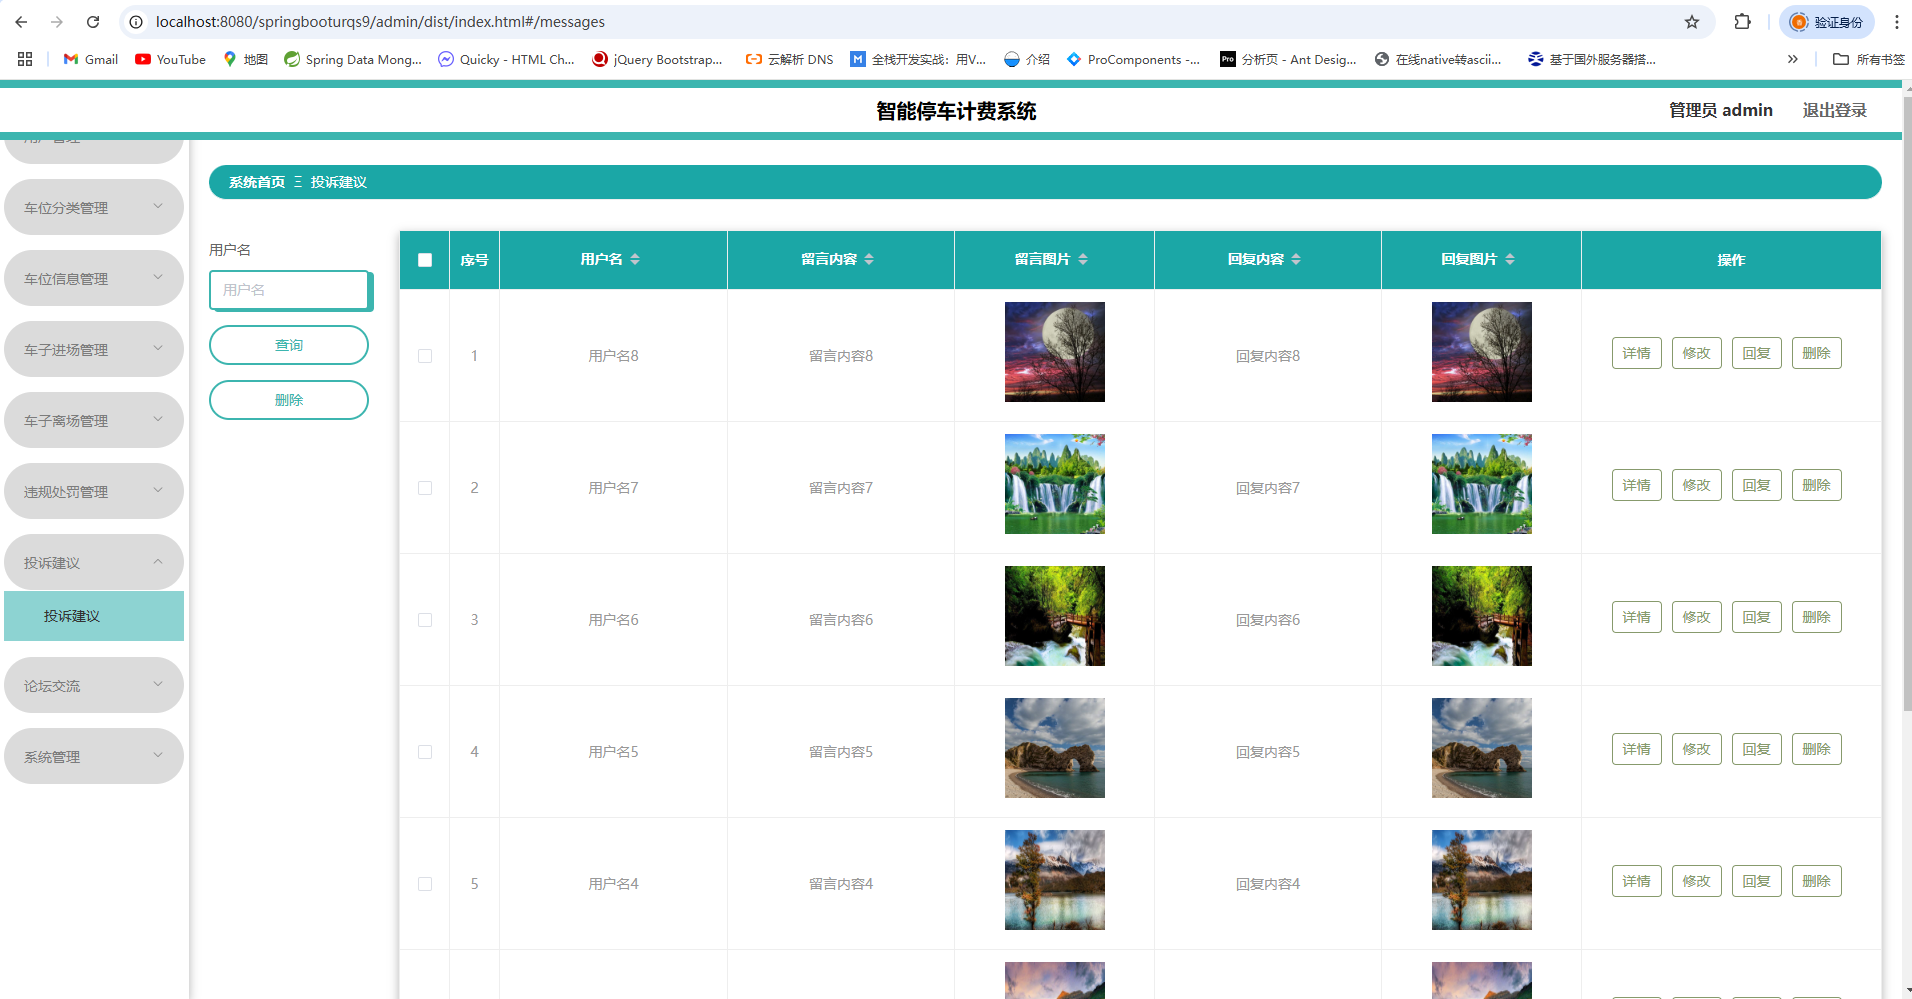 localhost:8080/springbooturqs9/admin/dist/index.html#/messages
验证身份
Gmail
YouTube
地图
Spring Data Mong...
Quicky - HTML Ch...
jQuery Bootstrap...
云解析 DNS
全栈开发实战：用V...
介绍
ProComponents -...
Pro
分析页 - Ant Desig...
在线native转ascii...
基于国外服务器搭...
所有书签
智能停车计费系统
管理员 admin
退出登录
车位分类管理
车位信息管理
车子进场管理
车子离场管理
违规处罚管理
投诉建议
投诉建议
论坛交流
系统管理
系统首页 Ξ 投诉建议
用户名
用户名
查询
删除
序号 用户名 留言内容 留言图片 回复内容 回复图片 操作
1 用户名8 留言内容8 回复内容8 详情 修改 回复 删除
2 用户名7 留言内容7 回复内容7 详情 修改 回复 删除
3 用户名6 留言内容6 回复内容6 详情 修改 回复 删除
4 用户名5 留言内容5 回复内容5 详情 修改 回复 删除
5 用户名4 留言内容4 回复内容4 详情 修改 回复 删除